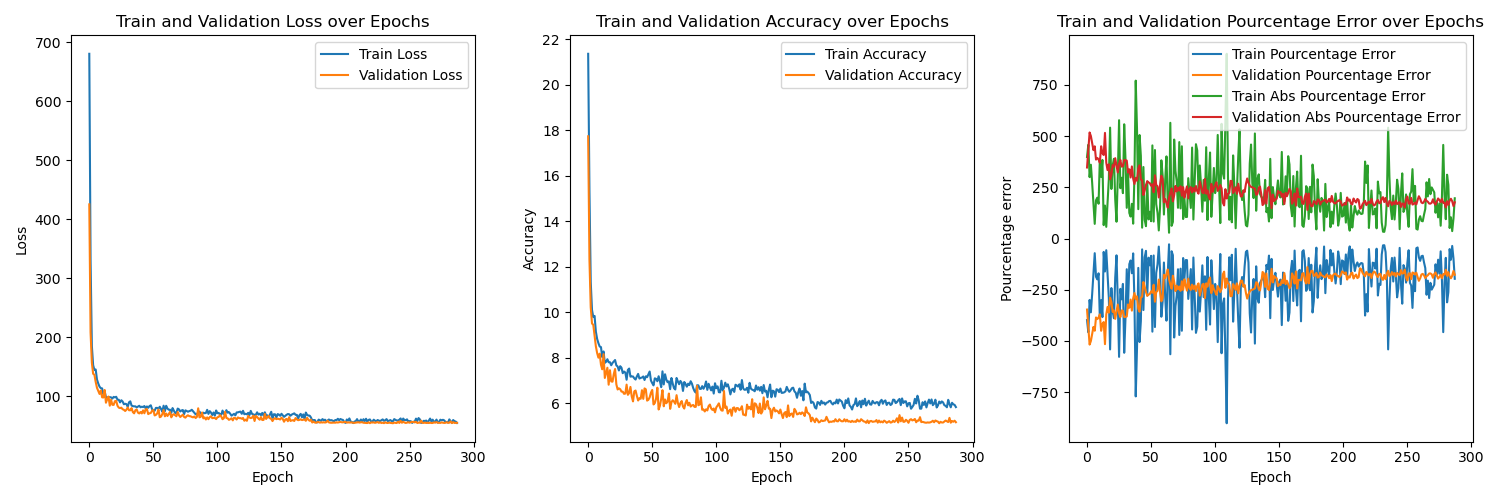 Train and Validation Loss over Epochs
700
600
500
400
300
200
100
0
50
100
150
200
250
300
Loss
Epoch
Train Loss
Validation Loss
Train and Validation Accuracy over Epochs
22
20
18
16
14
12
10
8
6
0
50
100
150
200
250
300
Accuracy
Epoch
Train Accuracy
Validation Accuracy
Train and Validation Pourcentage Error over Epochs
750
500
250
0
−250
−500
−750
0
50
100
150
200
250
300
Pourcentage error
Epoch
Train Pourcentage Error
Validation Pourcentage Error
Train Abs Pourcentage Error
Validation Abs Pourcentage Error